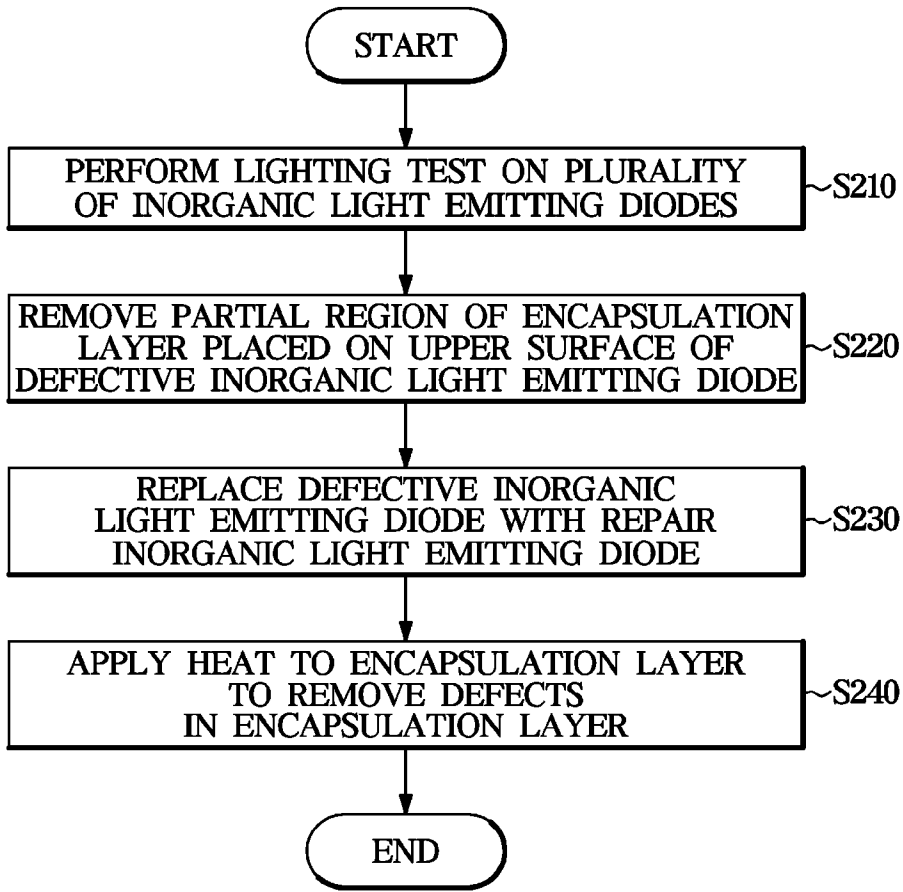 START
PERFORM LIGHTING TEST ON PLURALITY
OF INORGANIC LIGHT EMITTING DIODES
S210
REMOVE PARTIAL REGION OF ENCAPSULATION
LAYER PLACED ON UPPER SURFACE OF
DEFECTIVE INORGANIC LIGHT EMITTING DIODE
S220
REPLACE DEFECTIVE INORGANIC
LIGHT EMITTING DIODE WITH REPAIR
INORGANIC LIGHT EMITTING DIODE
S230
APPLY HEAT TO ENCAPSULATION LAYER
TO REMOVE DEFECTS
IN ENCAPSULATION LAYER
S240
END